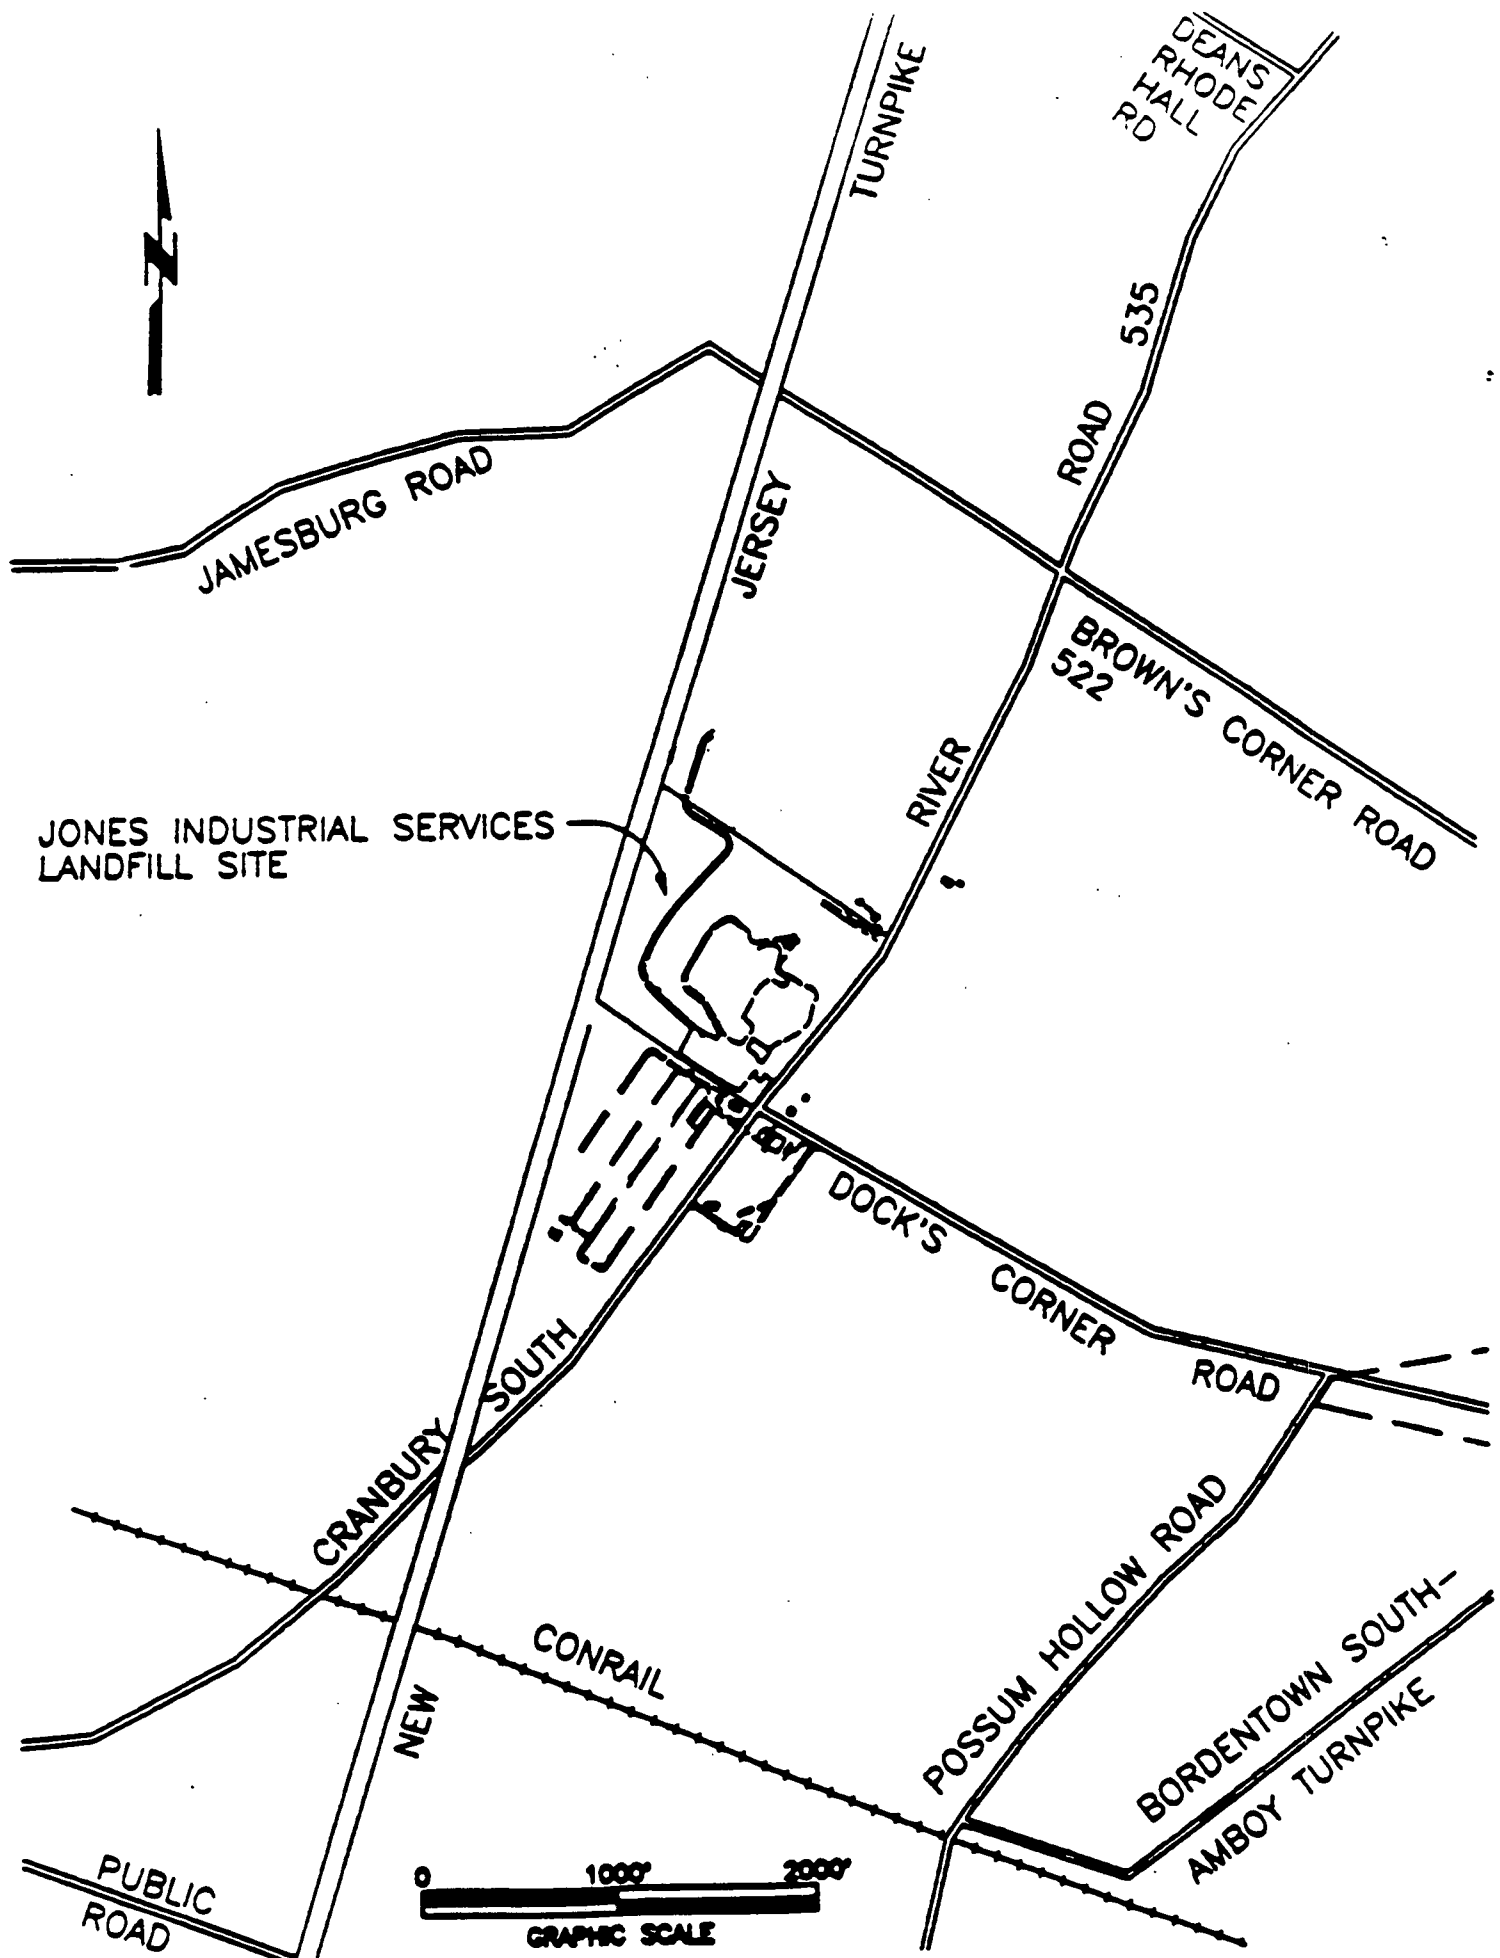 DEANS
RHODE
HALL
RD
TURNPIKE
N
535
ROAD
JAMESBURG ROAD
JERSEY
BROWN'S CORNER ROAD
522
RIVER
JONES INDUSTRIAL SERVICES
LANDFILL SITE
DOCK'S CORNER ROAD
SOUTH
CRANBURY
CONRAIL
NEW
POSSUM HOLLOW ROAD
BORDENTOWN SOUTH-
AMBOY TURNPIKE
PUBLIC
ROAD
0 1000' 2000'
GRAPHIC SCALE